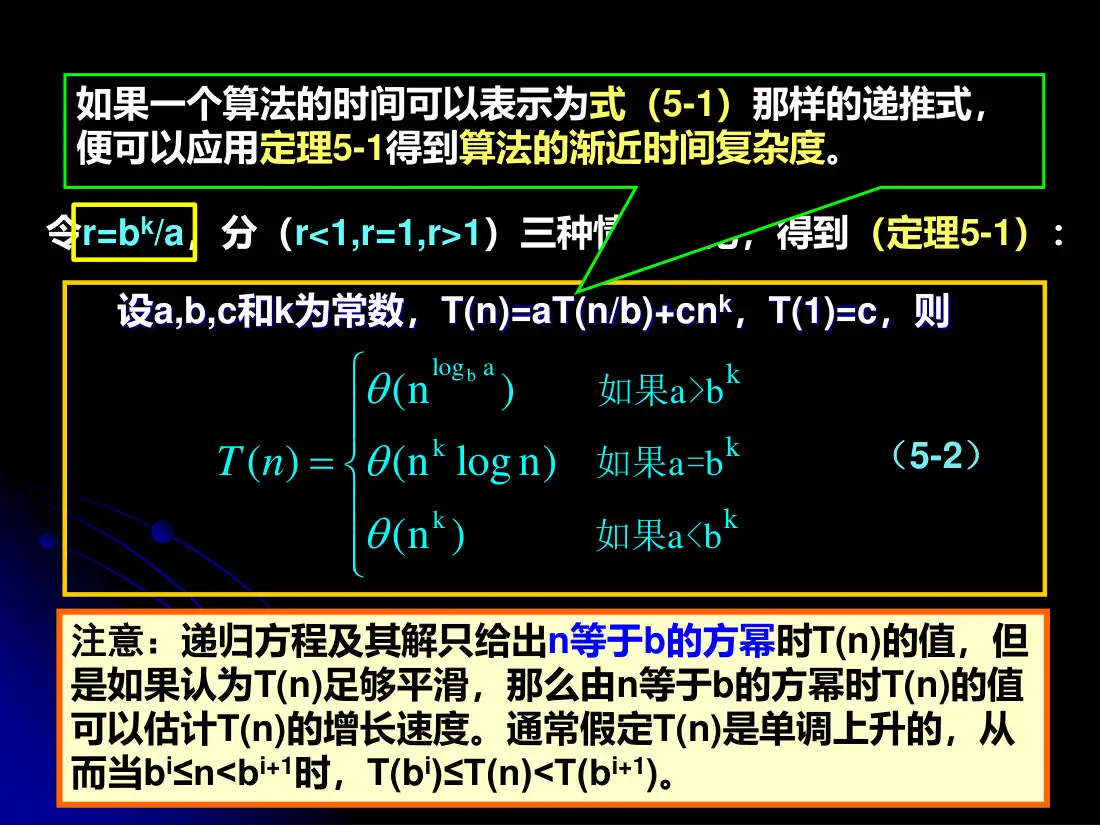 如果一个算法的时间可以表示为式（5-1）那样的递推式，
便可以应用定理5-1得到算法的渐近时间复杂度。
令r=bᵏ/a，分（r<1,r=1,r>1）三种情 ，得到（定理5-1）：
设a,b,c和k为常数，T(n)=aT(n/b)+cnᵏ，T(1)=c，则
θ(n^(log_b a)) 如果a>bᵏ
T(n)= θ(nᵏ log n) 如果a=bᵏ （5-2）
θ(nᵏ) 如果a<bᵏ
注意：递归方程及其解只给出n等于b的方幂时T(n)的值，但
是如果认为T(n)足够平滑，那么由n等于b的方幂时T(n)的值
可以估计T(n)的增长速度。通常假定T(n)是单调上升的，从
而当bⁱ≤n<bⁱ⁺¹时，T(bⁱ)≤T(n)<T(bⁱ⁺¹)。